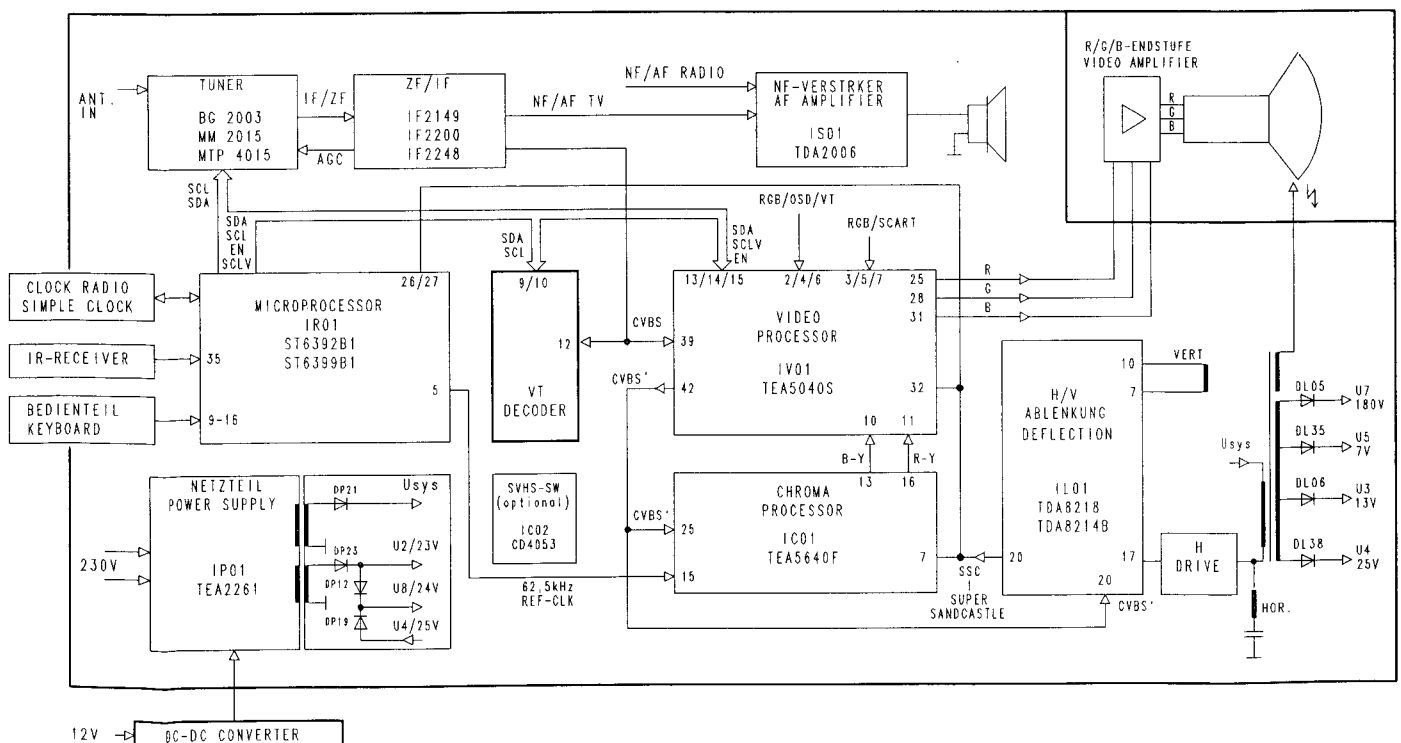 R/G/B-ENDSTUFE
VIDEO AMPLIFIER
R
G
B
ANT.
IN
TUNER
BG 2003
MM 2015
MTP 4015
IF/ZF
AGC
ZF/IF
IF2149
IF2200
IF2248
NF/AF TV
NF/AF RADIO
NF-VERSTRKER
AF AMPLIFIER
IS01
TDA2006
SCL
SDA
SDA
SCL
EN
SCLV
SDA
SCL
SDA
SCLV
EN
RGB/OSD/VT
RGB/SCART
CLOCK RADIO
SIMPLE CLOCK
IR-RECEIVER
BEDIENTEIL
KEYBOARD
26/27
MICROPROCESSOR
IR01
ST6392B1
ST6399B1
35
5
9-16
9/10
12
VT
DECODER
CVBS
CVBS'
13/14/15
2/4/6
3/5/7
25
28
31
VIDEO
PROCESSOR
IV01
TEA5040S
39
42
32
10
11
R
G
B
B-Y
R-Y
13
16
CHROMA
PROCESSOR
IC01
TEA5640F
CVBS'
25
15
7
SVHS-SW
(optional)
IC02
CD4053
62,5kHz
REF-CLK
SSC
SUPER
SANDCASTLE
10
7
VERT
H/V
ABLENKUNG
DEFLECTION
IL01
TDA8218
TDA8214B
20
17
20
CVBS'
H
DRIVE
HOR.
Usys
DL05
U7
180V
DL35
U5
7V
DL06
U3
13V
DL38
U4
25V
230V
NETZTEIL
POWER SUPPLY
IP01
TEA2261
DP21
Usys
DP23
U2/23V
DP12
U8/24V
DP19
U4/25V
12V
DC-DC CONVERTER